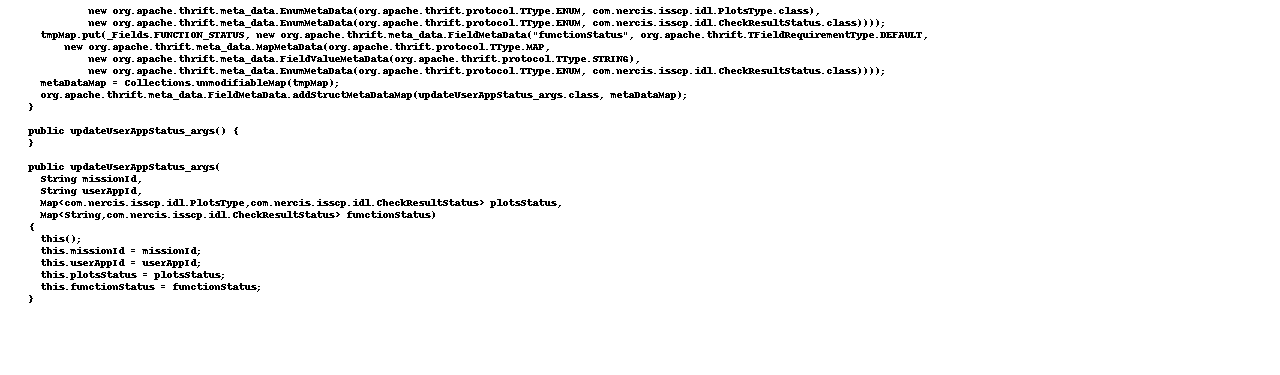 new org.apache.thrift.meta_data.EnumMetaData(org.apache.thrift.protocol.TType.ENUM, com.nercis.isscp.idl.PlotsType.class),
new org.apache.thrift.meta_data.EnumMetaData(org.apache.thrift.protocol.TType.ENUM, com.nercis.isscp.idl.CheckResultStatus.class))));
tmpMap.put(_Fields.FUNCTION_STATUS, new org.apache.thrift.meta_data.FieldMetaData("functionStatus", org.apache.thrift.TFieldRequirementType.DEFAULT,
new org.apache.thrift.meta_data.MapMetaData(org.apache.thrift.protocol.TType.MAP,
new org.apache.thrift.meta_data.FieldValueMetaData(org.apache.thrift.protocol.TType.STRING),
new org.apache.thrift.meta_data.EnumMetaData(org.apache.thrift.protocol.TType.ENUM, com.nercis.isscp.idl.CheckResultStatus.class))));
metaDataMap = Collections.unmodifiableMap(tmpMap);
org.apache.thrift.meta_data.FieldMetaData.addStructMetaDataMap(updateUserAppStatus_args.class, metaDataMap);
}
public updateUserAppStatus_args() {
}
public updateUserAppStatus_args(
String missionId,
String userAppId,
Map<com.nercis.isscp.idl.PlotsType,com.nercis.isscp.idl.CheckResultStatus> plotsStatus,
Map<String,com.nercis.isscp.idl.CheckResultStatus> functionStatus)
{
this();
this.missionId = missionId;
this.userAppId = userAppId;
this.plotsStatus = plotsStatus;
this.functionStatus = functionStatus;
}